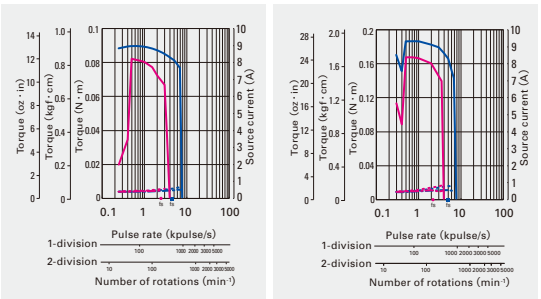 14
12
10
8
6
4
2
0
Torque (oz · in)
1.0
0.8
0.6
0.4
0.2
0
Torque (kgf · cm)
0.1
0.08
0.06
0.04
0.02
0
Torque (N · m)
10
9
8
7
6
5
4
3
2
1
0
Source current (A)
fs
fs
0.1 1 10 100
Pulse rate (kpulse/s)
1-division
100 1000 2000 3000 5000
2-division
10 100 1000 2000 3000 5000
Number of rotations (min-1)
28
24
20
16
12
8
4
0
Torque (oz · in)
2.0
1.6
1.2
0.8
0.4
0
Torque (kgf · cm)
0.2
0.16
0.12
0.08
0.04
0
Torque (N · m)
10
9
8
7
6
5
4
3
2
1
0
Source current (A)
fs
fs
0.1 1 10 100
Pulse rate (kpulse/s)
1-division
100 1000 2000 3000 5000
2-division
10 100 1000 2000 3000 5000
Number of rotations (min-1)